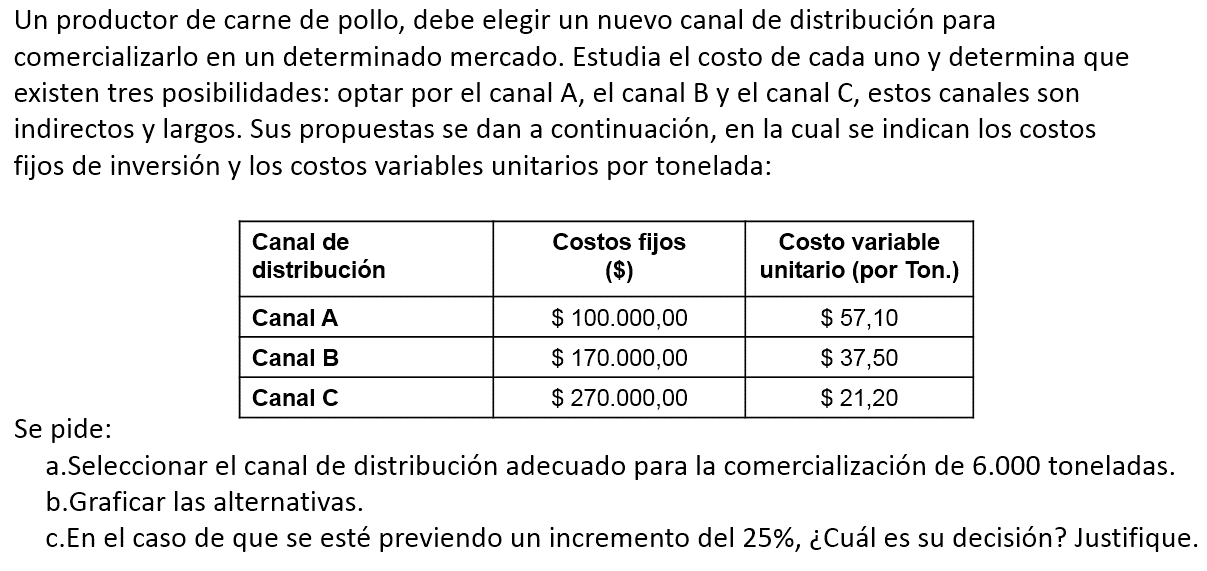 Un productor de carne de pollo, debe elegir un nuevo canal de distribución para
comercializarlo en un determinado mercado. Estudia el costo de cada uno y determina que
existen tres posibilidades: optar por el canal A, el canal B y el canal C, estos canales son
indirectos y largos. Sus propuestas se dan a continuación, en la cual se indican los costos
fijos de inversión y los costos variables unitarios por tonelada:
Canal de distribución Costos fijos ($) Costo variable unitario (por Ton.)
Canal A $ 100.000,00 $ 57,10
Canal B $ 170.000,00 $ 37,50
Canal C $ 270.000,00 $ 21,20
Se pide:
a.Seleccionar el canal de distribución adecuado para la comercialización de 6.000 toneladas.
b.Graficar las alternativas.
c.En el caso de que se esté previendo un incremento del 25%, ¿Cuál es su decisión? Justifique.